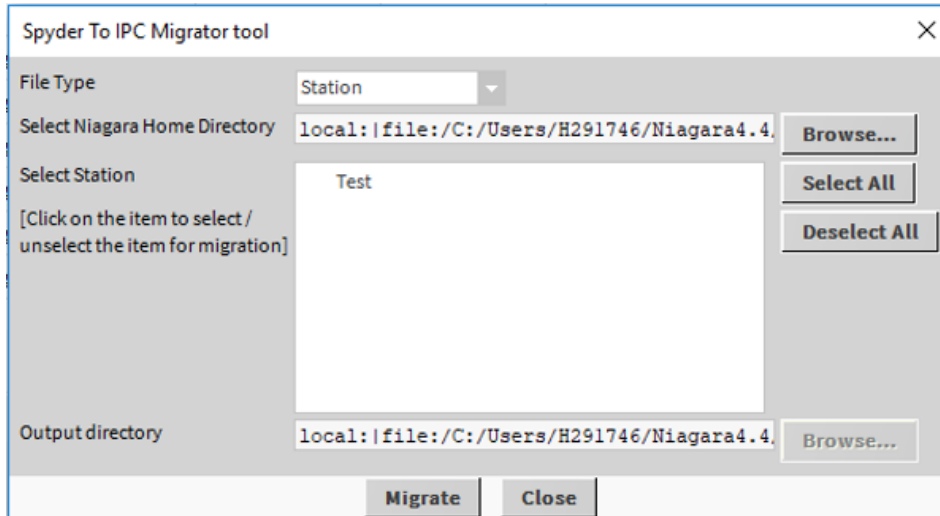 Spyder To IPC Migrator tool
File Type
Station
Select Niagara Home Directory
local:|file:/C:/Users/H291746/Niagara4.4,
Browse...
Select Station
Test
Select All
[Click on the item to select /
unselect the item for migration]
Deselect All
Output directory
local:|file:/C:/Users/H291746/Niagara4.4,
Browse...
Migrate
Close